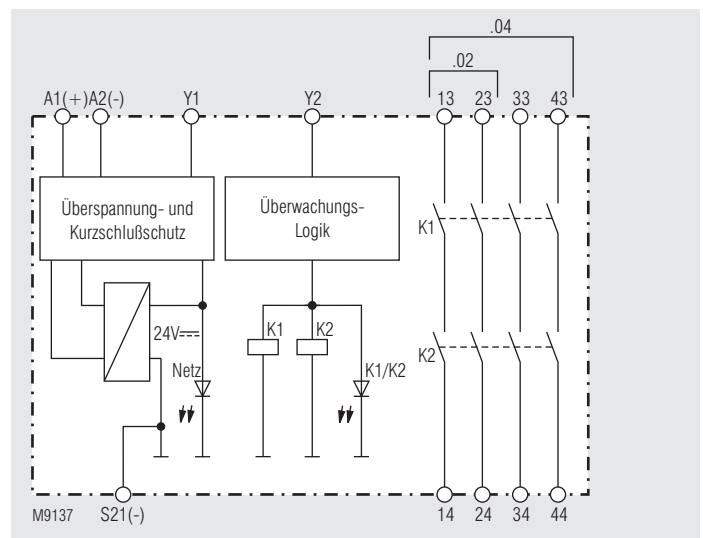 .04
.02
A1(+) A2(-) Y1 Y2 13 23 33 43
Überspannung- und
Kurzschlußschutz
Überwachungs-
Logik
K1
24V
K1 K2
K2
Netz
K1/K2
M9137 S21(-) 14 24 34 44